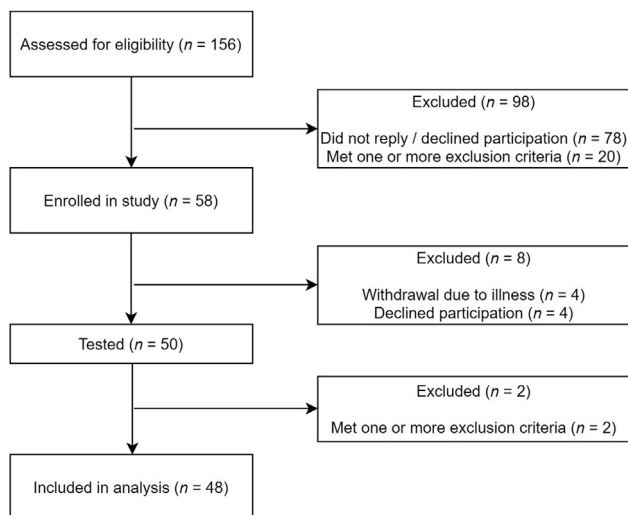 Assessed for eligibility (n = 156)
Excluded (n = 98)
Did not reply / declined participation (n = 78)
Met one or more exclusion criteria (n = 20)
Enrolled in study (n = 58)
Excluded (n = 8)
Withdrawal due to illness (n = 4)
Declined participation (n = 4)
Tested (n = 50)
Excluded (n = 2)
Met one or more exclusion criteria (n = 2)
Included in analysis (n = 48)